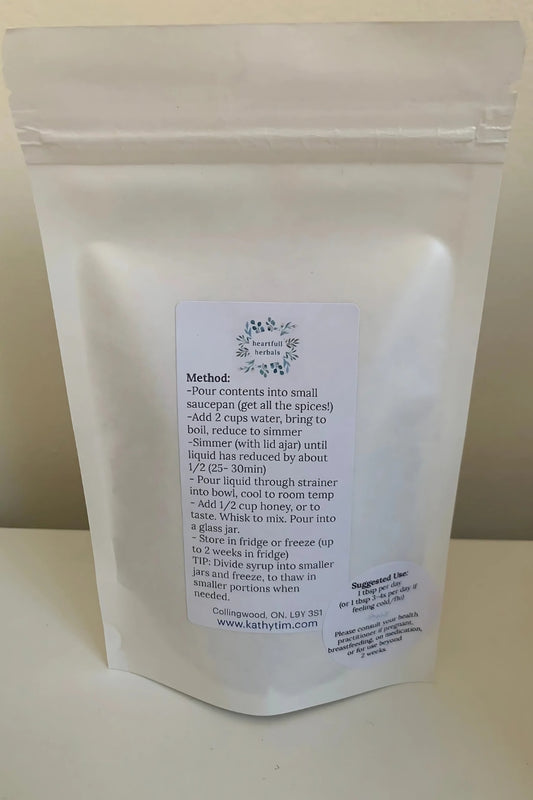 heartfull
herbals
Method:
-Pour contents into small
saucepan (get all the spices!)
-Add 2 cups water, bring to
boil, reduce to simmer
-Simmer (with lid ajar) until
liquid has reduced by about
1/2 (25- 30min)
- Pour liquid through strainer
into bowl, cool to room temp
- Add 1/2 cup honey, or to
taste. Whisk to mix. Pour into
a glass jar.
- Store in fridge or freeze (up
to 2 weeks in fridge)
TIP: Divide syrup into smaller
jars and freeze, to thaw in
smaller portions when
needed.
Collingwood, ON. L9Y 3S1
www.kathytim.com
Suggested Use:
1 tbsp per day
(or 1 tbsp 3-4x per day if
feeling cold/flu)
Please consult your health
practitioner if pregnant,
breastfeeding, on medication,
or for use beyond
2 weeks.